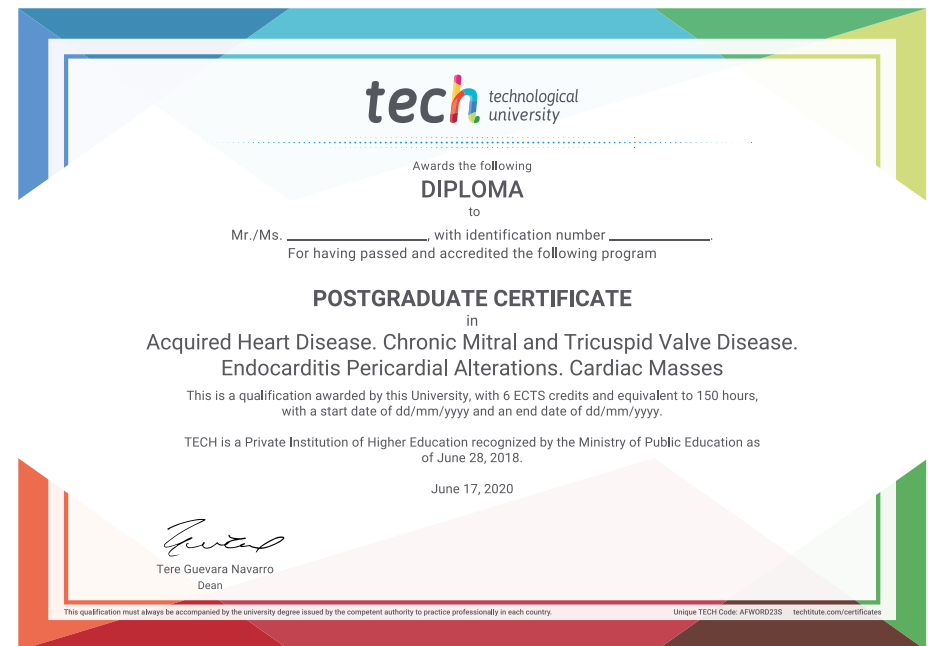 tech technological
university
Awards the following
DIPLOMA
to
Mr./Ms. ____________, with identification number ____________.
For having passed and accredited the following program
POSTGRADUATE CERTIFICATE
in
Acquired Heart Disease. Chronic Mitral and Tricuspid Valve Disease.
Endocarditis Pericardial Alterations. Cardiac Masses
This is a qualification awarded by this University, with 6 ECTS credits and equivalent to 150 hours,
with a start date of dd/mm/yyyy and an end date of dd/mm/yyyy.
TECH is a Private Institution of Higher Education recognized by the Ministry of Public Education as
of June 28, 2018.
June 17, 2020
Tere Guevara Navarro
Dean
This qualification must always be accompanied by the university degree issued by the competent authority to practice professionally in each country. Unique TECH Code: AFWORD23S techtitute.com/certificates